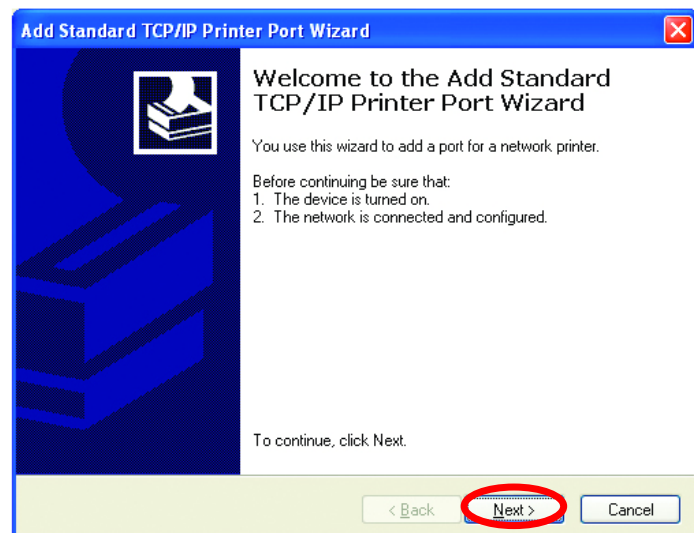 Add Standard TCP/IP Printer Port Wizard
Welcome to the Add Standard
TCP/IP Printer Port Wizard
You use this wizard to add a port for a network printer.
Before continuing be sure that:
1. The device is turned on.
2. The network is connected and configured.
To continue, click Next.
< Back
Next >
Cancel